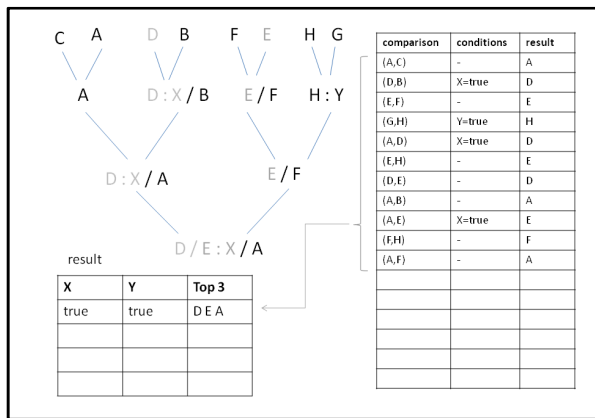 C A D B F E H G
A D : X / B E / F H : Y
D : X / A E / F
D / E : X / A
result
X Y Top 3
true true D E A
comparison conditions result
(A,C) - A
(D,B) X=true D
(E,F) - E
(G,H) Y=true H
(A,D) X=true D
(E,H) - E
(D,E) - D
(A,B) - A
(A,E) X=true E
(F,H) - F
(A,F) - A